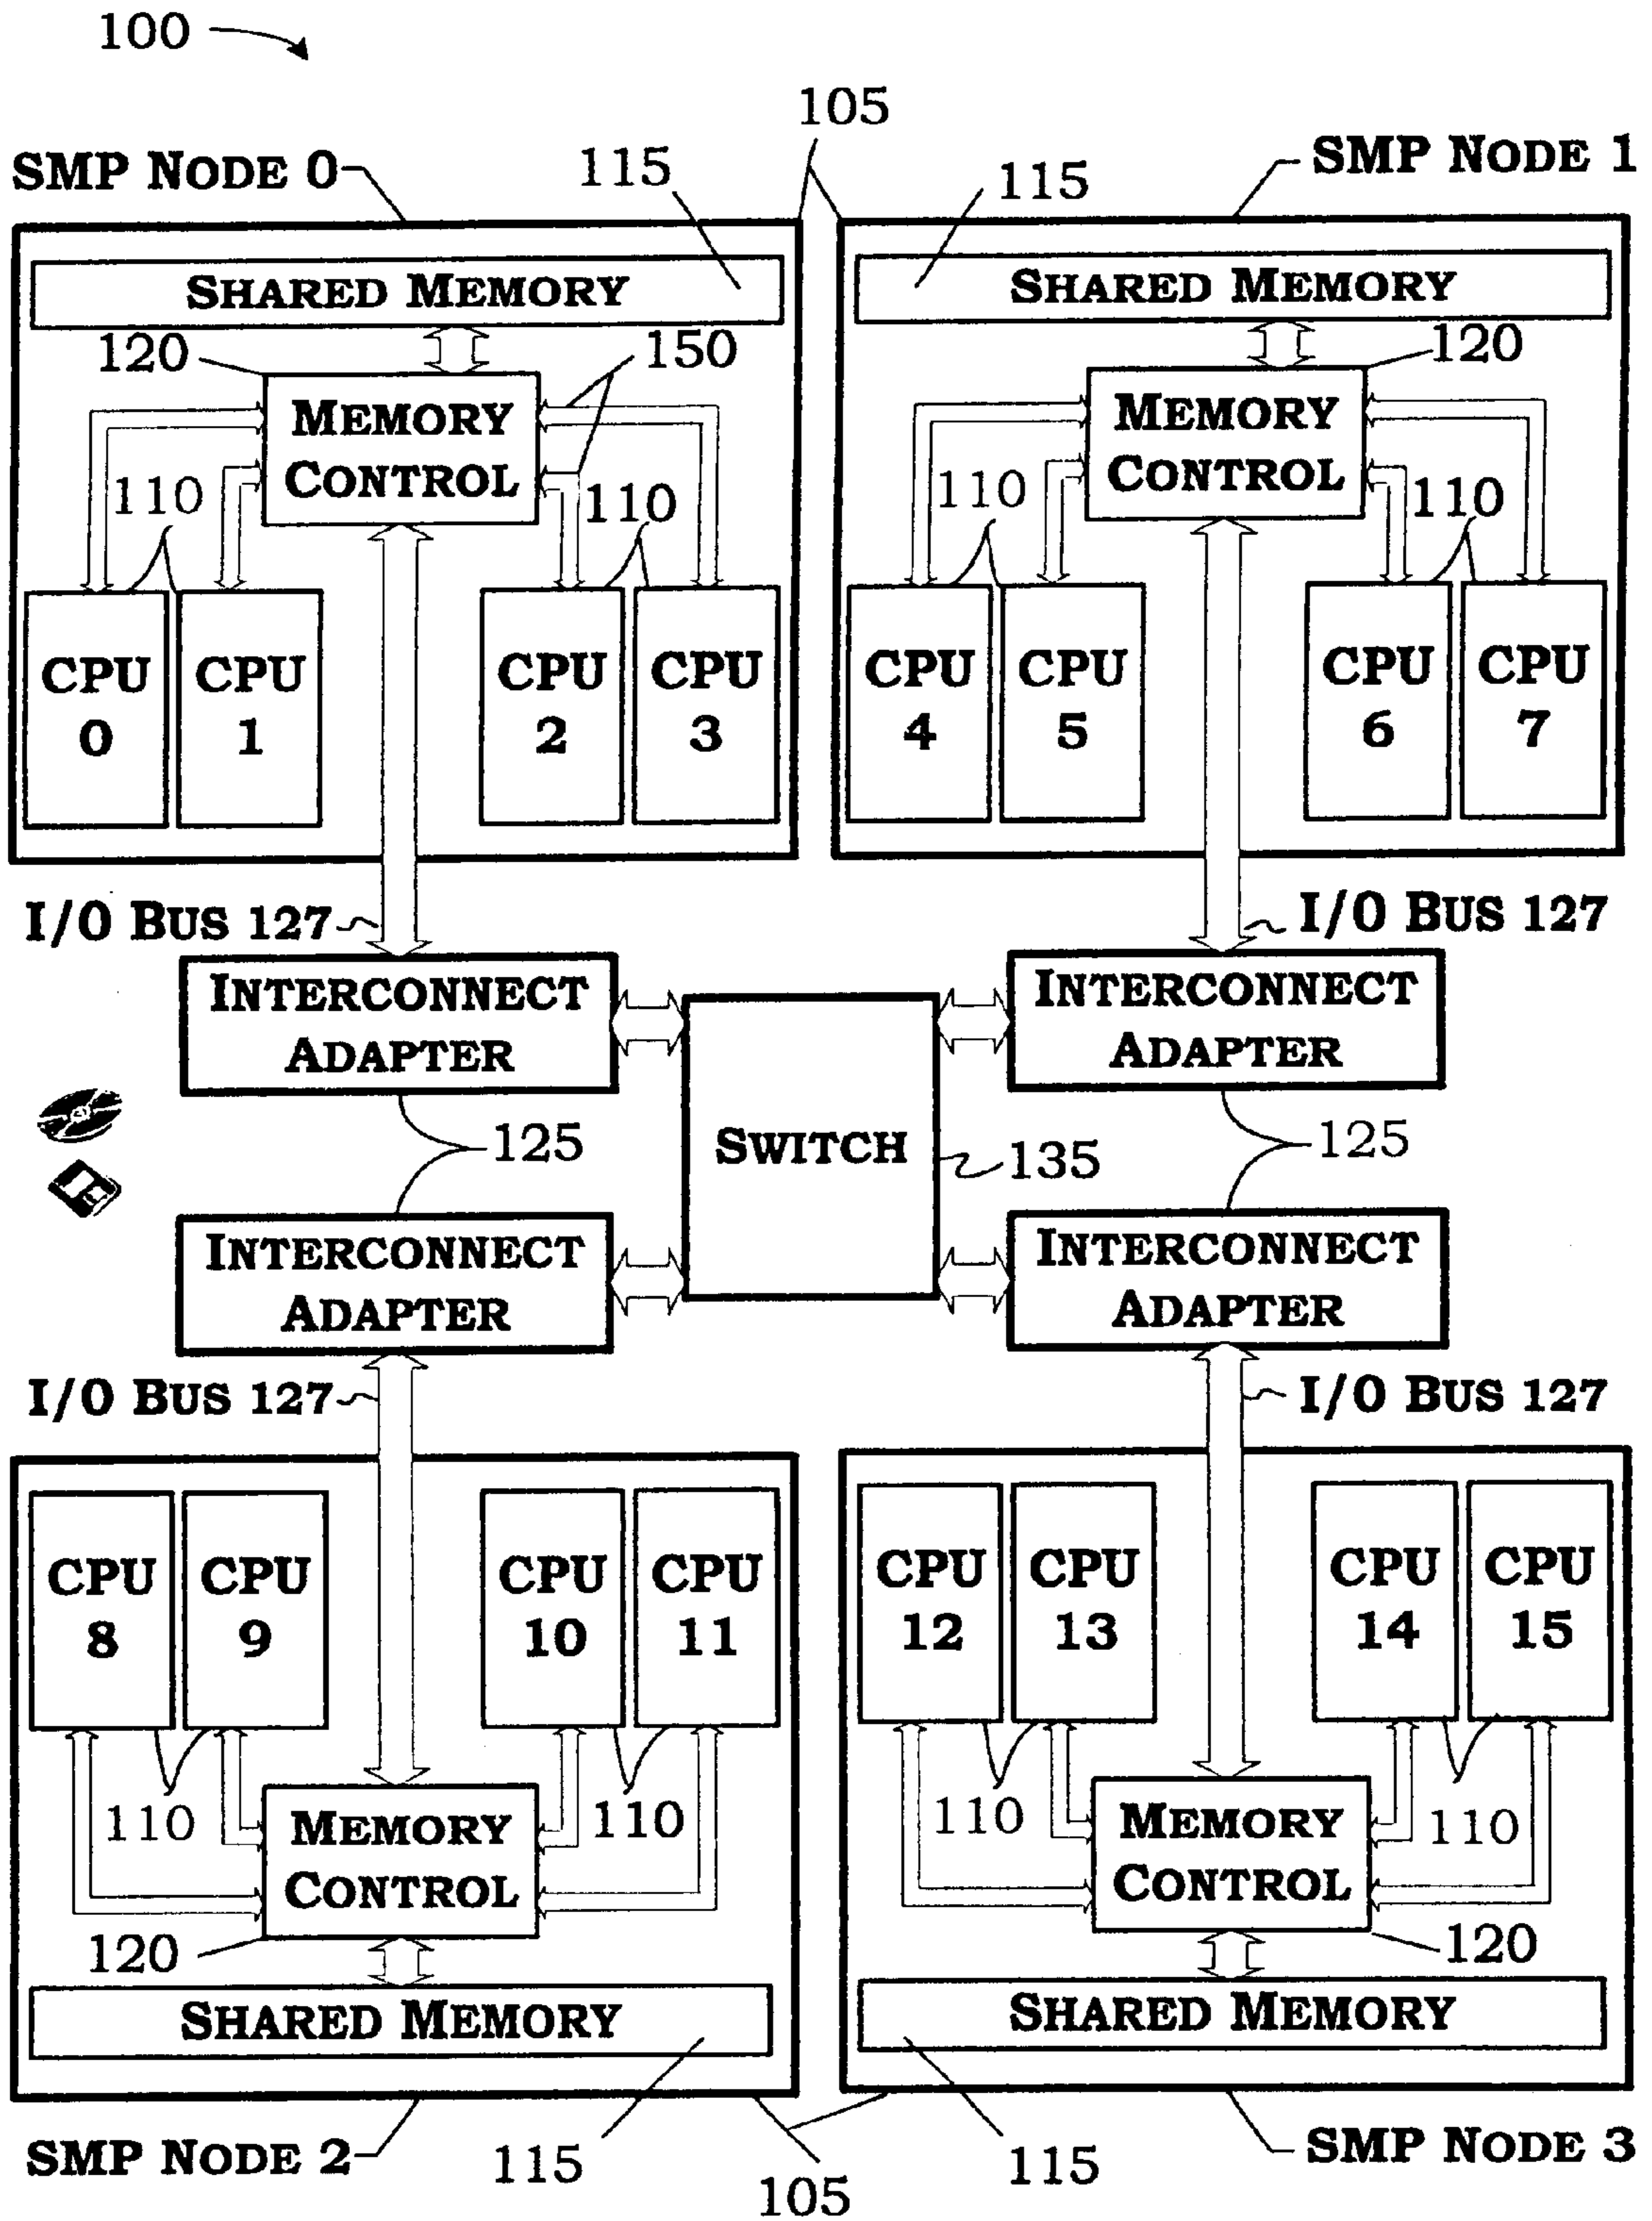 100
105
SMP NODE 0
115
115
SMP NODE 1
SHARED MEMORY
SHARED MEMORY
120
150
120
MEMORY
CONTROL
MEMORY
CONTROL
110
110
110
110
CPU
0
CPU
1
CPU
2
CPU
3
CPU
4
CPU
5
CPU
6
CPU
7
I/O BUS 127
I/O BUS 127
INTERCONNECT
ADAPTER
INTERCONNECT
ADAPTER
125
SWITCH
135
125
INTERCONNECT
ADAPTER
INTERCONNECT
ADAPTER
I/O BUS 127
I/O BUS 127
CPU
8
CPU
9
CPU
10
CPU
11
CPU
12
CPU
13
CPU
14
CPU
15
110
110
110
110
MEMORY
CONTROL
MEMORY
CONTROL
120
120
SHARED MEMORY
SHARED MEMORY
SMP NODE 2
115
105
115
SMP NODE 3